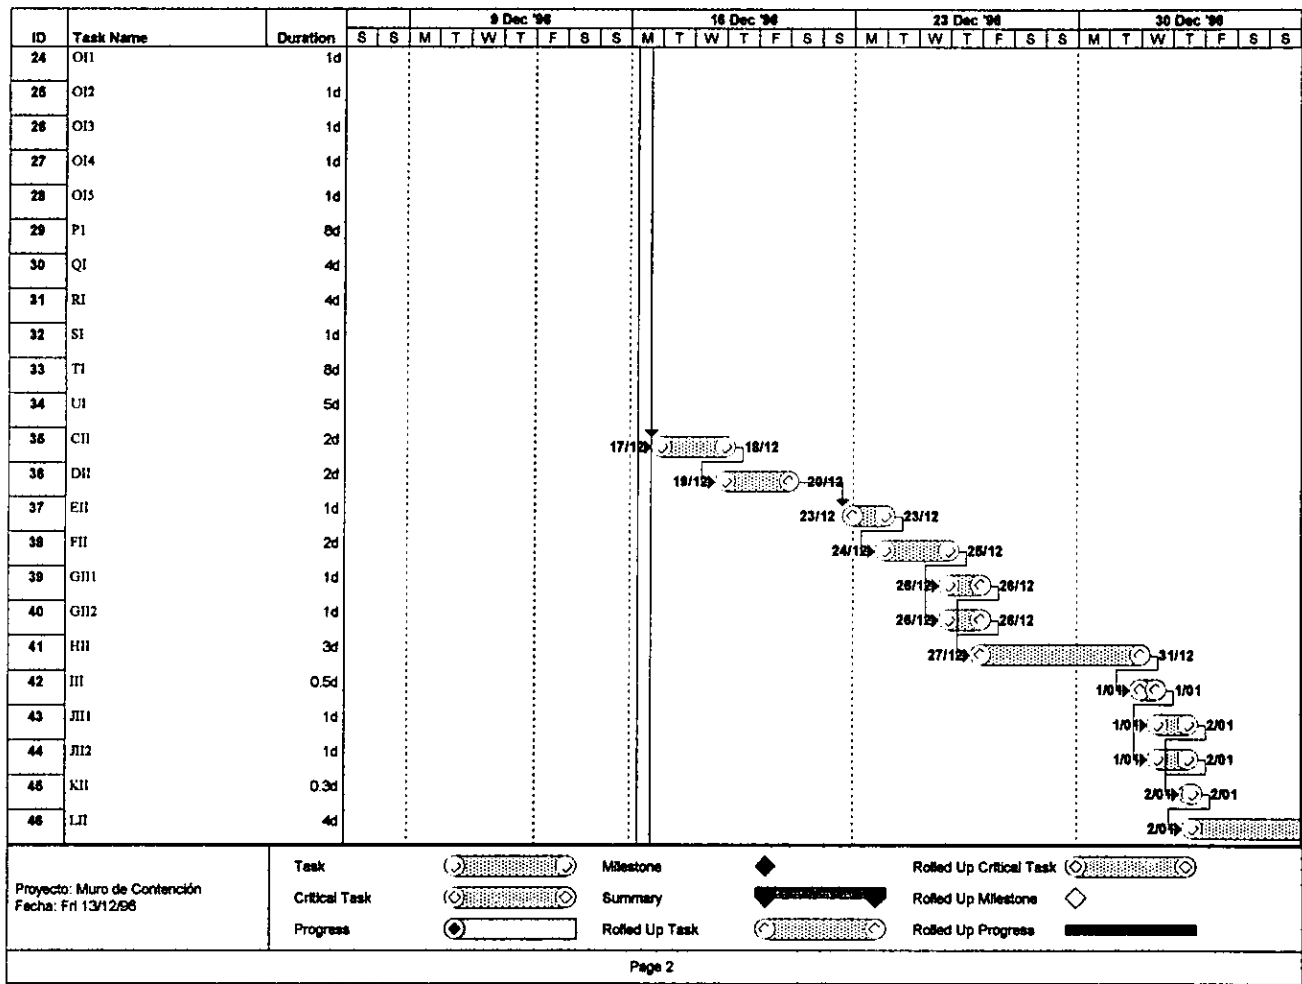 9 Dec '96 16 Dec '96 23 Dec '96 30 Dec '96
ID Task Name Duration S S M T W T F S S M T W T F S S M T W T F S S M T W T F S S
24 OI1 1d
25 OI2 1d
26 OI3 1d
27 OI4 1d
28 OI5 1d
29 PI 8d
30 QI 4d
31 RI 4d
32 SI 1d
33 TI 8d
34 UI 5d
35 CII 2d 17/12 18/12
36 DII 2d 19/12 20/12
37 EII 1d 23/12 23/12
38 FII 2d 24/12 25/12
39 GII1 1d 26/12 26/12
40 GII2 1d 26/12 26/12
41 HII 3d 27/12 31/12
42 III 0.5d 1/01 1/01
43 JII1 1d 1/01 2/01
44 JII2 1d 1/01 2/01
45 KII 0.3d 2/01 2/01
46 LII 4d 2/01
Proyecto: Muro de Contención
Fecha: Fri 13/12/96
Task Milestone Rolled Up Critical Task
Critical Task Summary Rolled Up Milestone
Progress Rolled Up Task Rolled Up Progress
Page 2